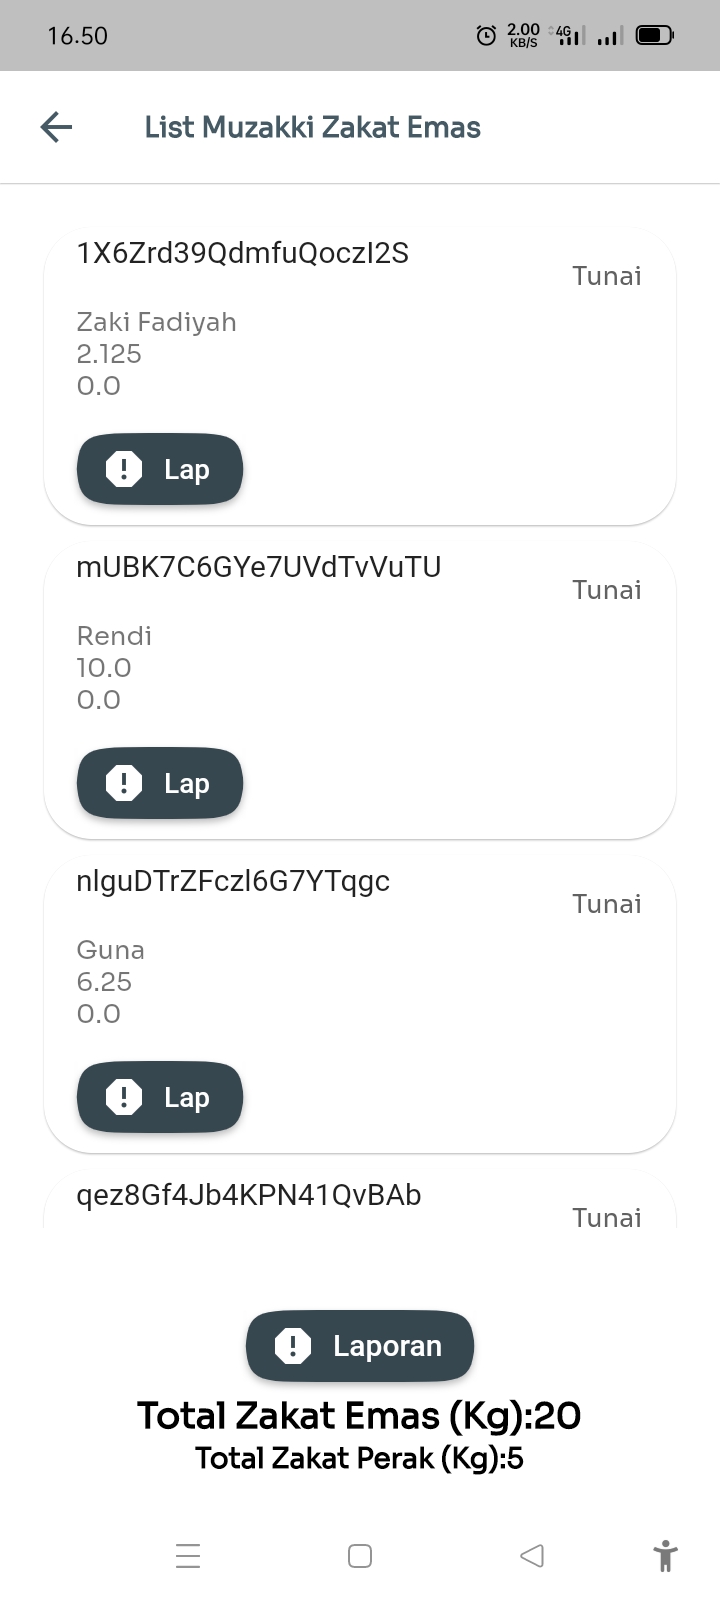 16.50
2.00
KB/S
4G
List Muzakki Zakat Emas
1X6Zrd39QdmfuQoczI2S
Tunai
Zaki Fadiyah
2.125
0.0
Lap
mUBK7C6GYe7UVdTvVuTU
Tunai
Rendi
10.0
0.0
Lap
nlguDTrZFczl6G7YTqgc
Tunai
Guna
6.25
0.0
Lap
qez8Gf4Jb4KPN41QvBAb
Tunai
Laporan
Total Zakat Emas (Kg):20
Total Zakat Perak (Kg):5